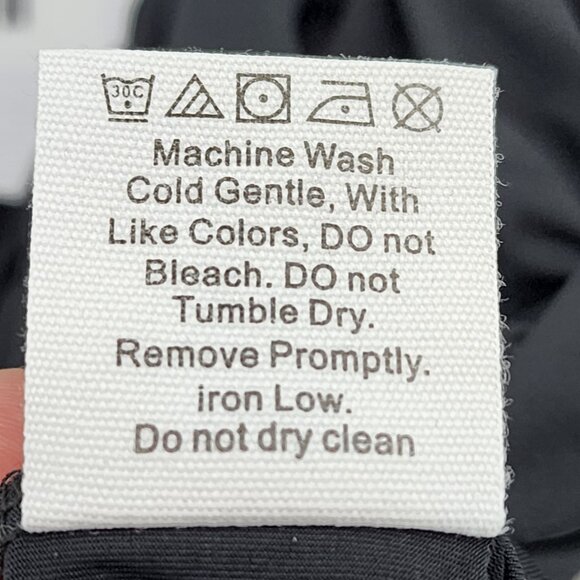 30C
Machine Wash
Cold Gentle, With
Like Colors, DO not
Bleach. DO not
Tumble Dry.
Remove Promptly.
iron Low.
Do not dry clean